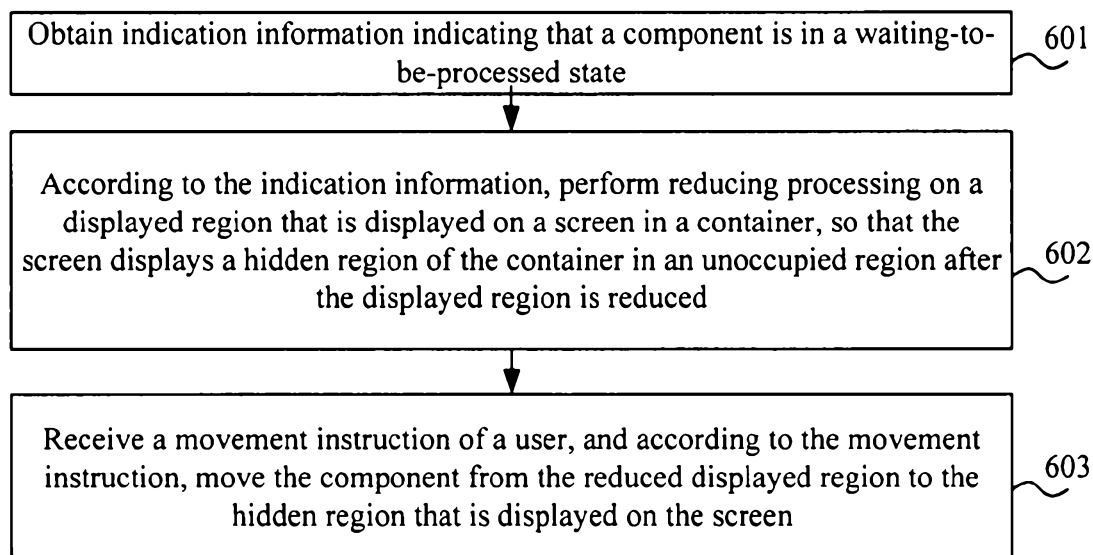 Obtain indication information indicating that a component is in a waiting-to-
be-processed state
601
According to the indication information, perform reducing processing on a
displayed region that is displayed on a screen in a container, so that the
screen displays a hidden region of the container in an unoccupied region after
the displayed region is reduced
602
Receive a movement instruction of a user, and according to the movement
instruction, move the component from the reduced displayed region to the
hidden region that is displayed on the screen
603